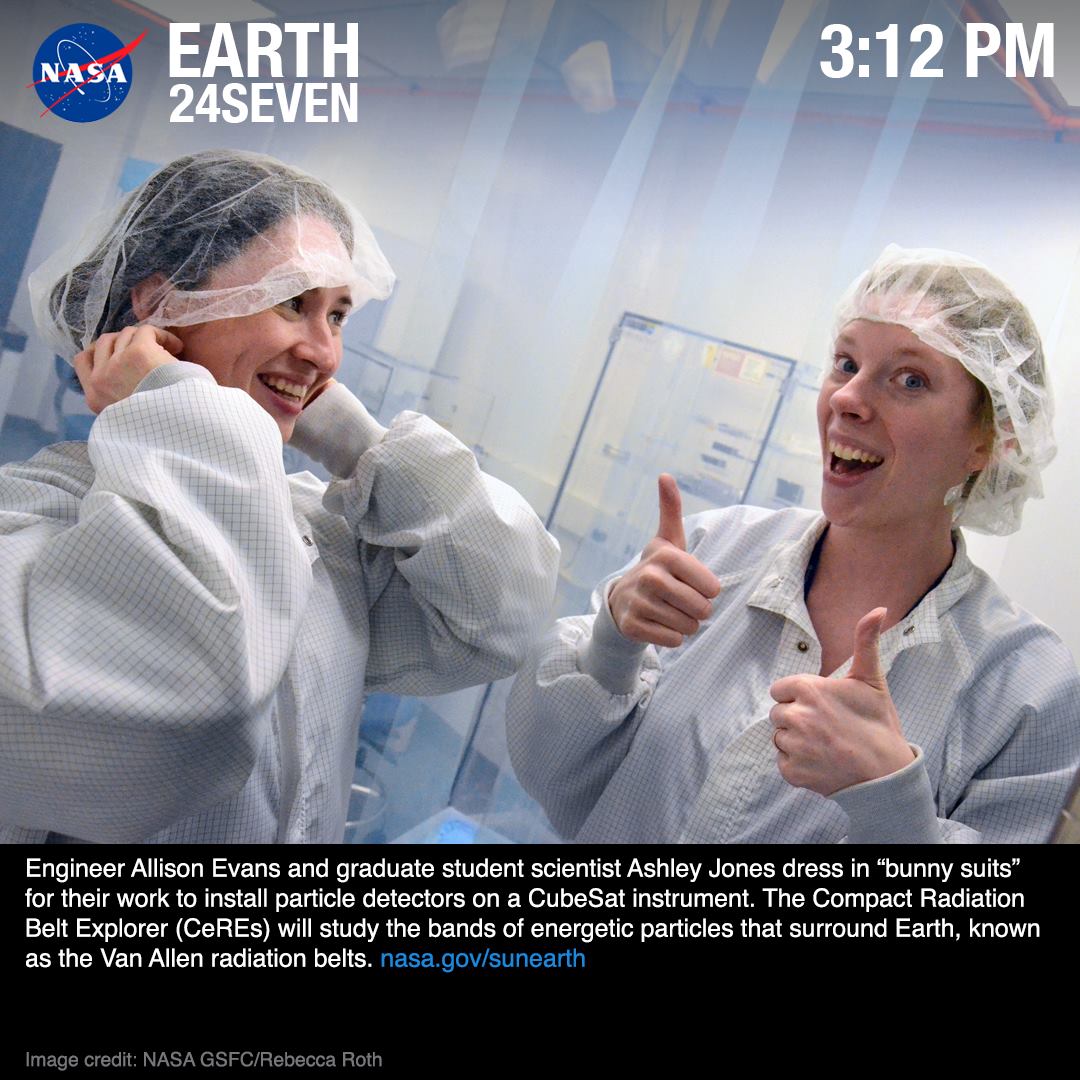 NASA
EARTH
24SEVEN
3:12 PM
Engineer Allison Evans and graduate student scientist Ashley Jones dress in “bunny suits”
for their work to install particle detectors on a CubeSat instrument. The Compact Radiation
Belt Explorer (CeREs) will study the bands of energetic particles that surround Earth, known
as the Van Allen radiation belts. nasa.gov/sunearth
Image credit: NASA GSFC/Rebecca Roth